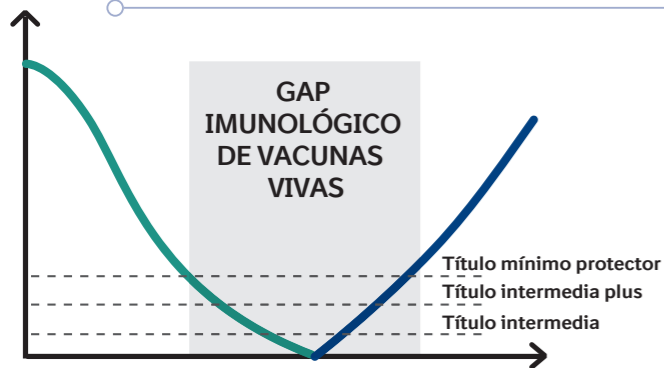 GAP
IMUNOLÓGICO
DE VACUNAS
VIVAS
Título mínimo protector
Título intermedia plus
Título intermedia